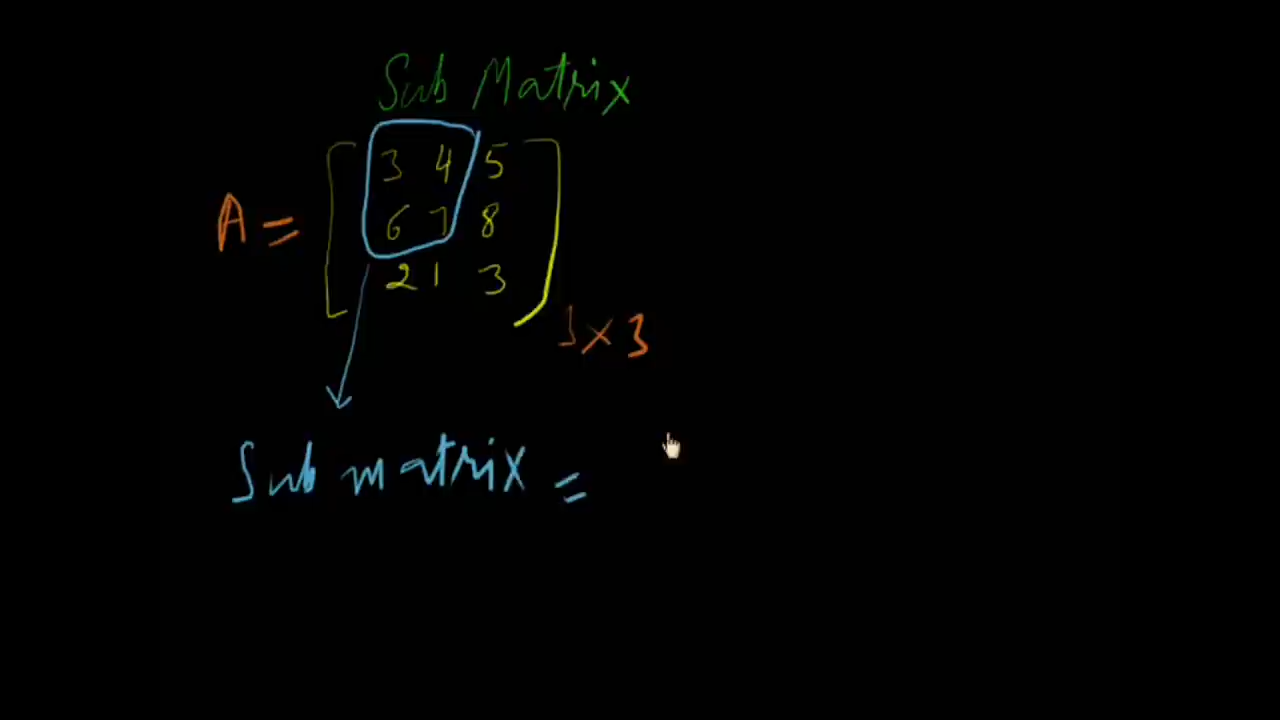 Sub Matrix
3 4 5
A = 6 7 8
2 1 3
3 x 3
Sub matrix =